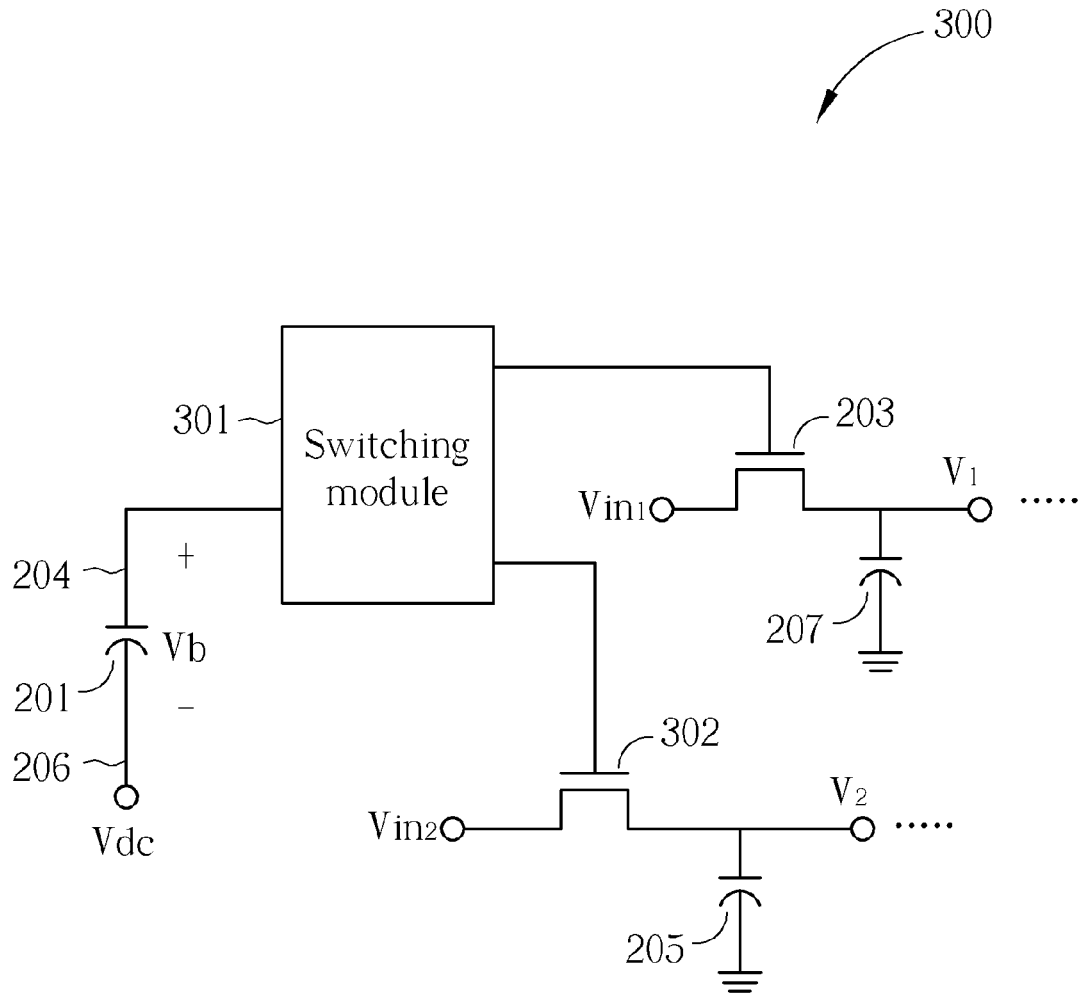 300
301
Switching
module
203
V1
Vin1
.....
204
+
Vb
201
−
207
206
302
Vdc
Vin2
V2
.....
205